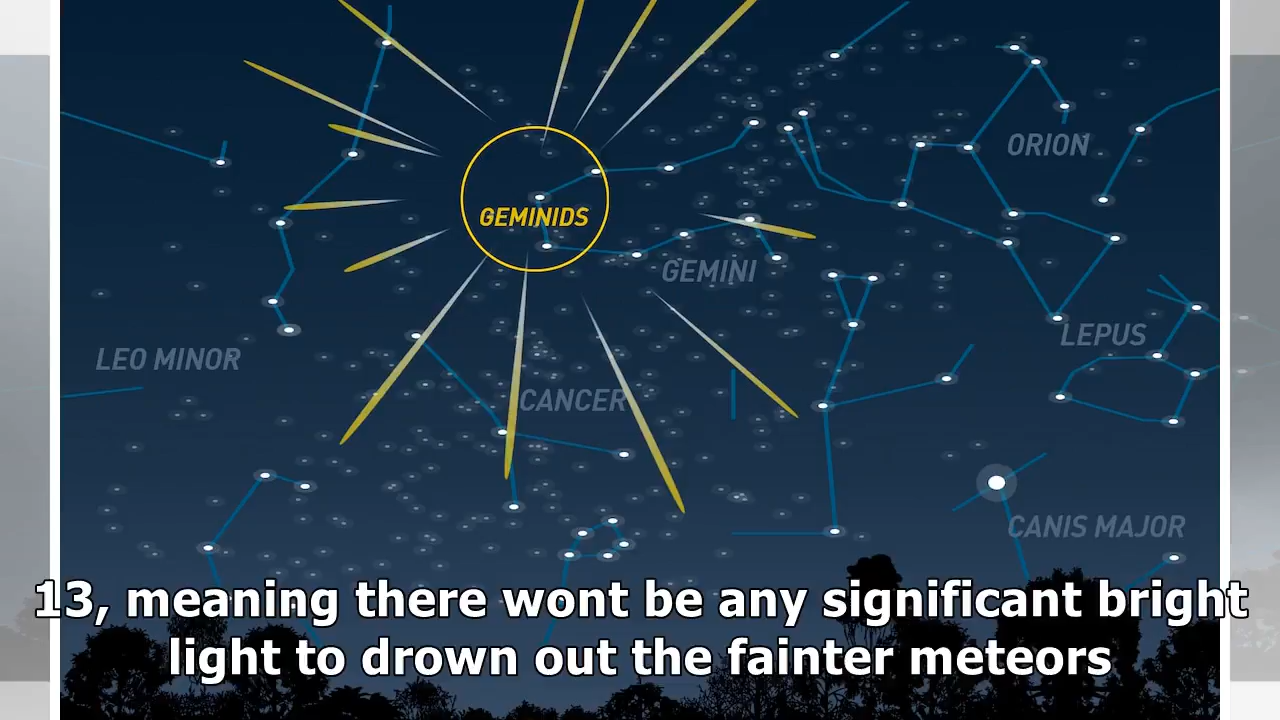 ORION
GEMINIDS
GEMINI
LEPUS
LEO MINOR
CANCER
CANIS MAJOR
13, meaning there wont be any significant bright
light to drown out the fainter meteors